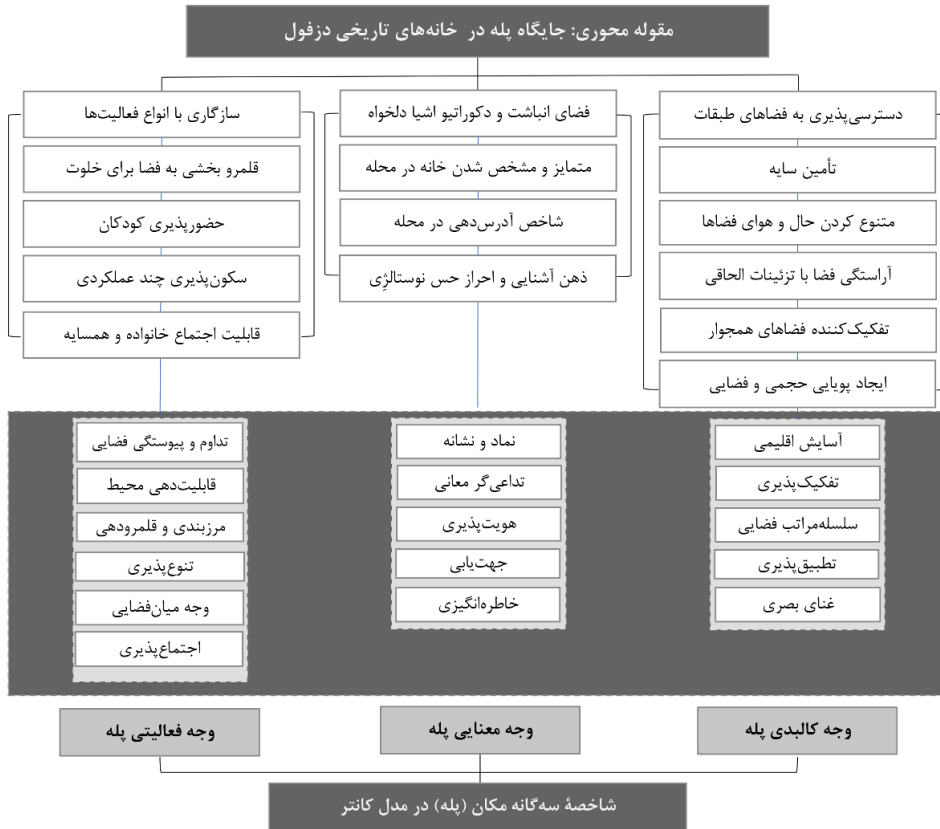 مقوله محوری: جایگاه پله در خانه‌های تاریخی دزفول
دسترسی‌پذیری به فضاهای طبقات
تأمین سایه
متنوع کردن حال و هوای فضاها
آراستگی فضا با تزئینات الحاقی
تفکیک‌کننده فضاهای همجوار
ایجاد پویایی حجمی و فضایی
فضای انباشت و دکوراتیو اشیا دلخواه
متمایز و مشخص شدن خانه در محله
شاخص آدرس‌دهی در محله
ذهن آشنایی و احراز حس نوستالژِی
سازگاری با انواع فعالیت‌ها
قلمرو بخشی به فضا برای خلوت
حضورپذیری کودکان
سکون‌پذیری چند عملکردی
قابلیت اجتماع خانواده و همسایه
آسایش اقلیمی
تفکیک‌پذیری
سلسله‌مراتب فضایی
تطبیق‌پذیری
غنای بصری
نماد و نشانه
تداعی‌گر معانی
هویت‌پذیری
جهت‌یابی
خاطره‌انگیزی
تداوم و پیوستگی فضایی
قابلیت‌دهی محیط
مرزبندی و قلمرودهی
تنوع‌پذیری
وجه میان‌فضایی
اجتماع‌پذیری
وجه کالبدی پله
وجه معنایی پله
وجه فعالیتی پله
شاخصۀ سه‌گانه مکان (پله) در مدل کانتر